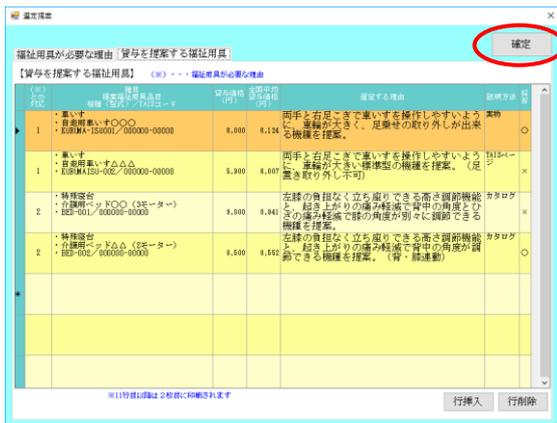 選定提案
確定
福祉用具が必要な理由
貸与を提案する福祉用具
【貸与を提案する福祉用具】 (※)・・・福祉用具が必要な理由
(※)との対応
種目
提案福祉用具品目
機種(型式)/TAISコード
貸与価格(円)
全国平均貸与価格(円)
選定する理由
説明方法
採否
1
・車いす
・自走用車いす〇〇〇
・KURUMA-IS001/000000-00000
8,000
8,134
両手と右足こぎで車いすを操作しやすいように、車輪が大きく、足乗せの取り外しが出来る機種を提案。
実物
○
1
・車いす
・自走用車いす△△△
・KURUMAISU-002/000000-00000
5,900
6,007
両手と右足こぎで車いすを操作しやすいように、車輪が大きい標準型の機種を提案。(足置き取り外し不可)
TAISページ
×
2
・特殊寝台
・介護用ベッド〇〇(3モーター)
・BED-001/000000-00000
9,000
8,941
左膝の負担なく立ち座りできる高さ調節機能と、起き上がりの痛み軽減で背中の角度とひざの痛み軽減で膝の角度が別々に調節できる機種を提案。
カタログ
×
2
・特殊寝台
・介護用ベッド△△(2モーター)
・BED-002/000000-00000
8,500
8,552
左膝の負担なく立ち座りできる高さ調節機能と、起き上がりの痛み軽減で背中の角度が調節できる機種を提案。(背・膝連動)
カタログ
○
※11行目以降は2枚目に印刷されます
行挿入
行削除